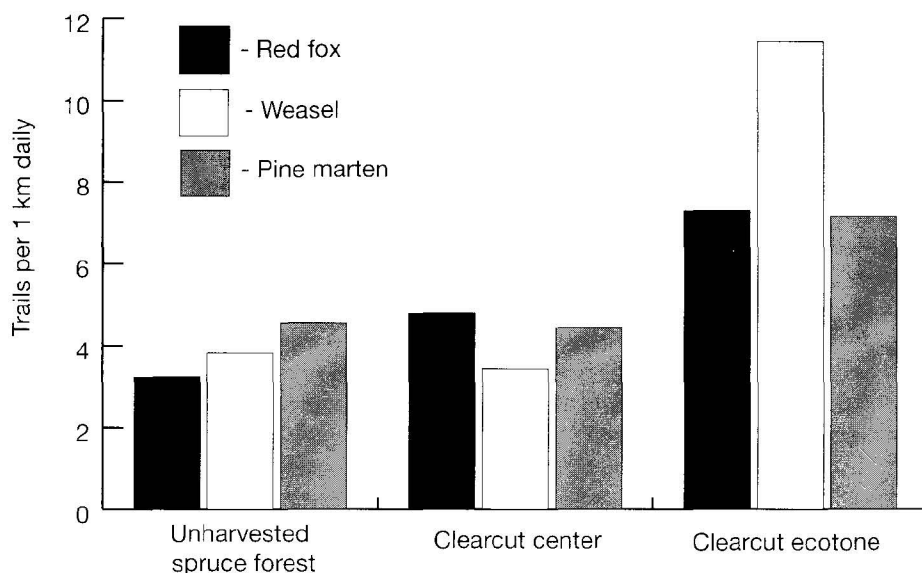 Trails per 1 km daily
12
10
8
6
4
2
0
- Red fox
- Weasel
- Pine marten
Unharvested
spruce forest
Clearcut center
Clearcut ecotone